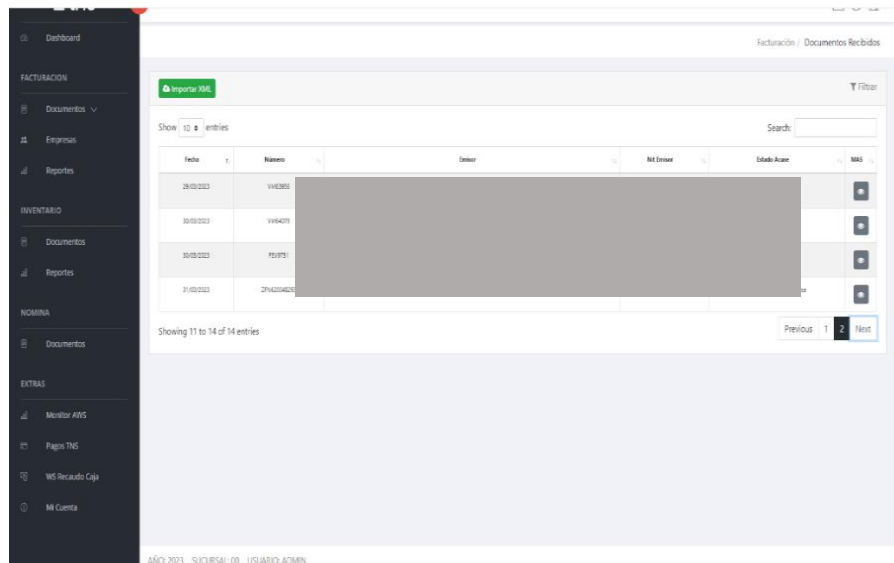 Dashboard
Facturación / Documentos Recibidos
FACTURACION
Importar XML
Filtrar
Documentos
Show 10 entries
Search:
Empresas
Fecha Número Emisor Nit Emisor Estado Acuse MAS
Reportes
29/03/2023
INVENTARIO
30/03/2023 VV64079
Documentos
30/03/2023 FEV9751
Reportes
31/03/2023
NOMINA
Showing 11 to 14 of 14 entries
Previous 1 2 Next
Documentos
EXTRAS
Monitor AWS
Pagos TNS
WS Recaudo Caja
Mi Cuenta
AÑO: 2023 SUCURSAL: 00 USUARIO: ADMIN